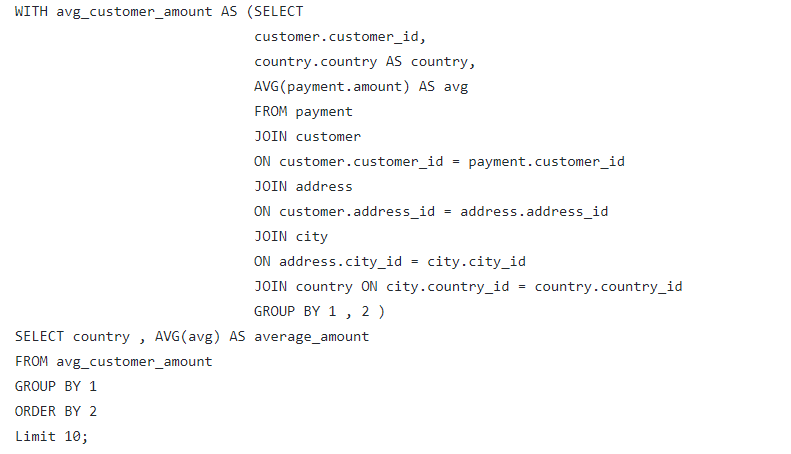 WITH avg_customer_amount AS (SELECT
customer.customer_id,
country.country AS country,
AVG(payment.amount) AS avg
FROM payment
JOIN customer
ON customer.customer_id = payment.customer_id
JOIN address
ON customer.address_id = address.address_id
JOIN city
ON address.city_id = city.city_id
JOIN country ON city.country_id = country.country_id
GROUP BY 1 , 2 )
SELECT country , AVG(avg) AS average_amount
FROM avg_customer_amount
GROUP BY 1
ORDER BY 2
Limit 10;